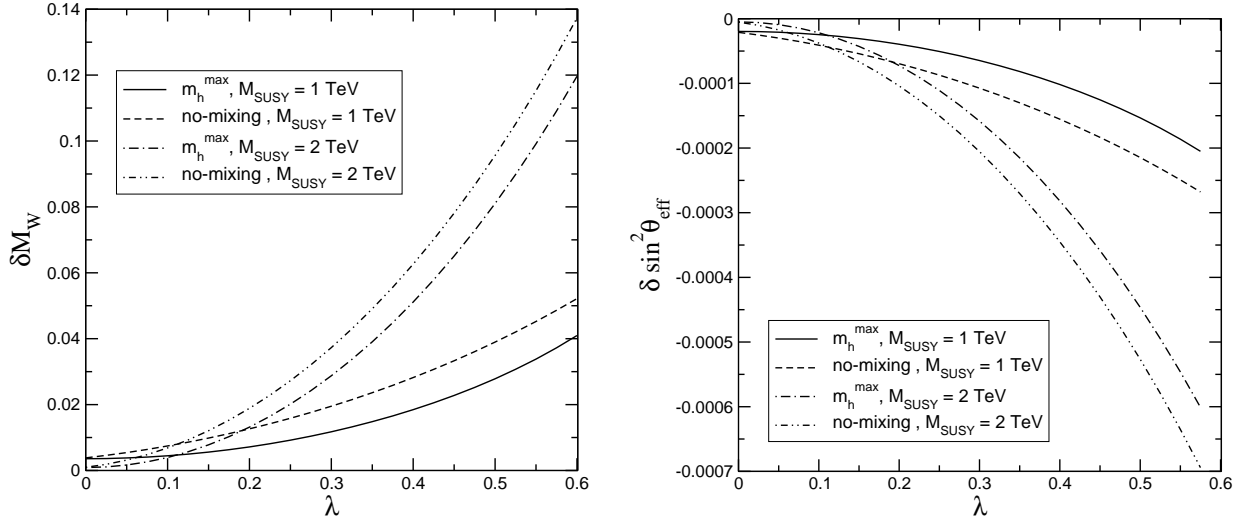 0.14
0.12
0.1
0.08
0.06
0.04
0.02
0
δM_W
m_h^max, M_SUSY = 1 TeV
no-mixing , M_SUSY = 1 TeV
m_h^max, M_SUSY = 2 TeV
no-mixing , M_SUSY = 2 TeV
0 0.1 0.2 0.3 0.4 0.5 0.6
λ
0
-0.0001
-0.0002
-0.0003
-0.0004
-0.0005
-0.0006
-0.0007
δ sin^2θ_eff
m_h^max, M_SUSY = 1 TeV
no-mixing , M_SUSY = 1 TeV
m_h^max, M_SUSY = 2 TeV
no-mixing , M_SUSY = 2 TeV
0 0.1 0.2 0.3 0.4 0.5 0.6
λ